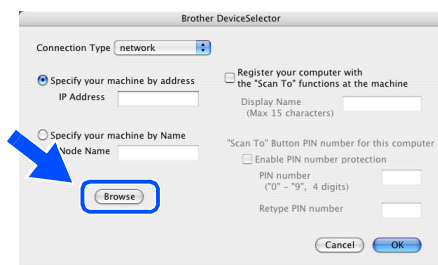 Brother DeviceSelector
Connection Type network
Specify your machine by address
IP Address
Specify your machine by Name
Node Name
Browse
Register your computer with
the "Scan To" functions at the machine
Display Name
(Max 15 characters)
"Scan To" Button PIN number for this computer
Enable PIN number protection
PIN number
("0" - "9", 4 digits)
Retype PIN number
Cancel OK